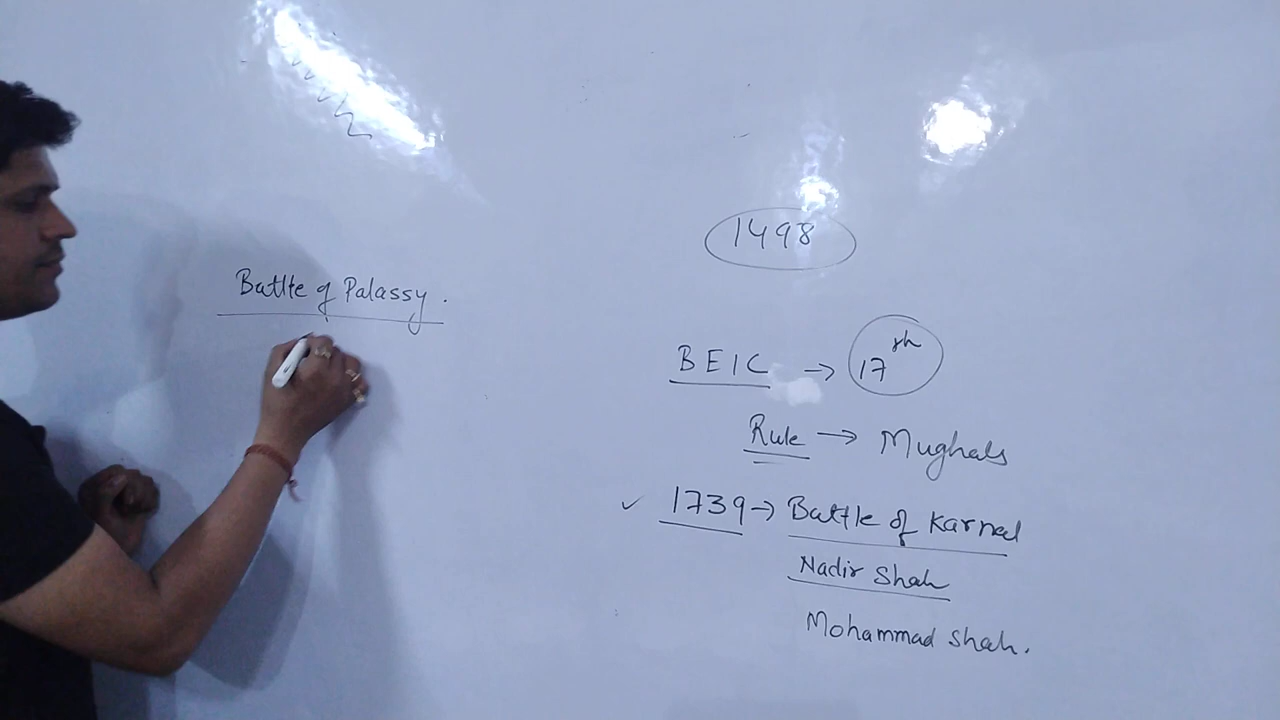 Batlte of Palassy.
1498
BEIC → 17th
Rule → Mughals
✓ 1739 → Battle of Karnal
Nadir Shah
Mohammad Shah.